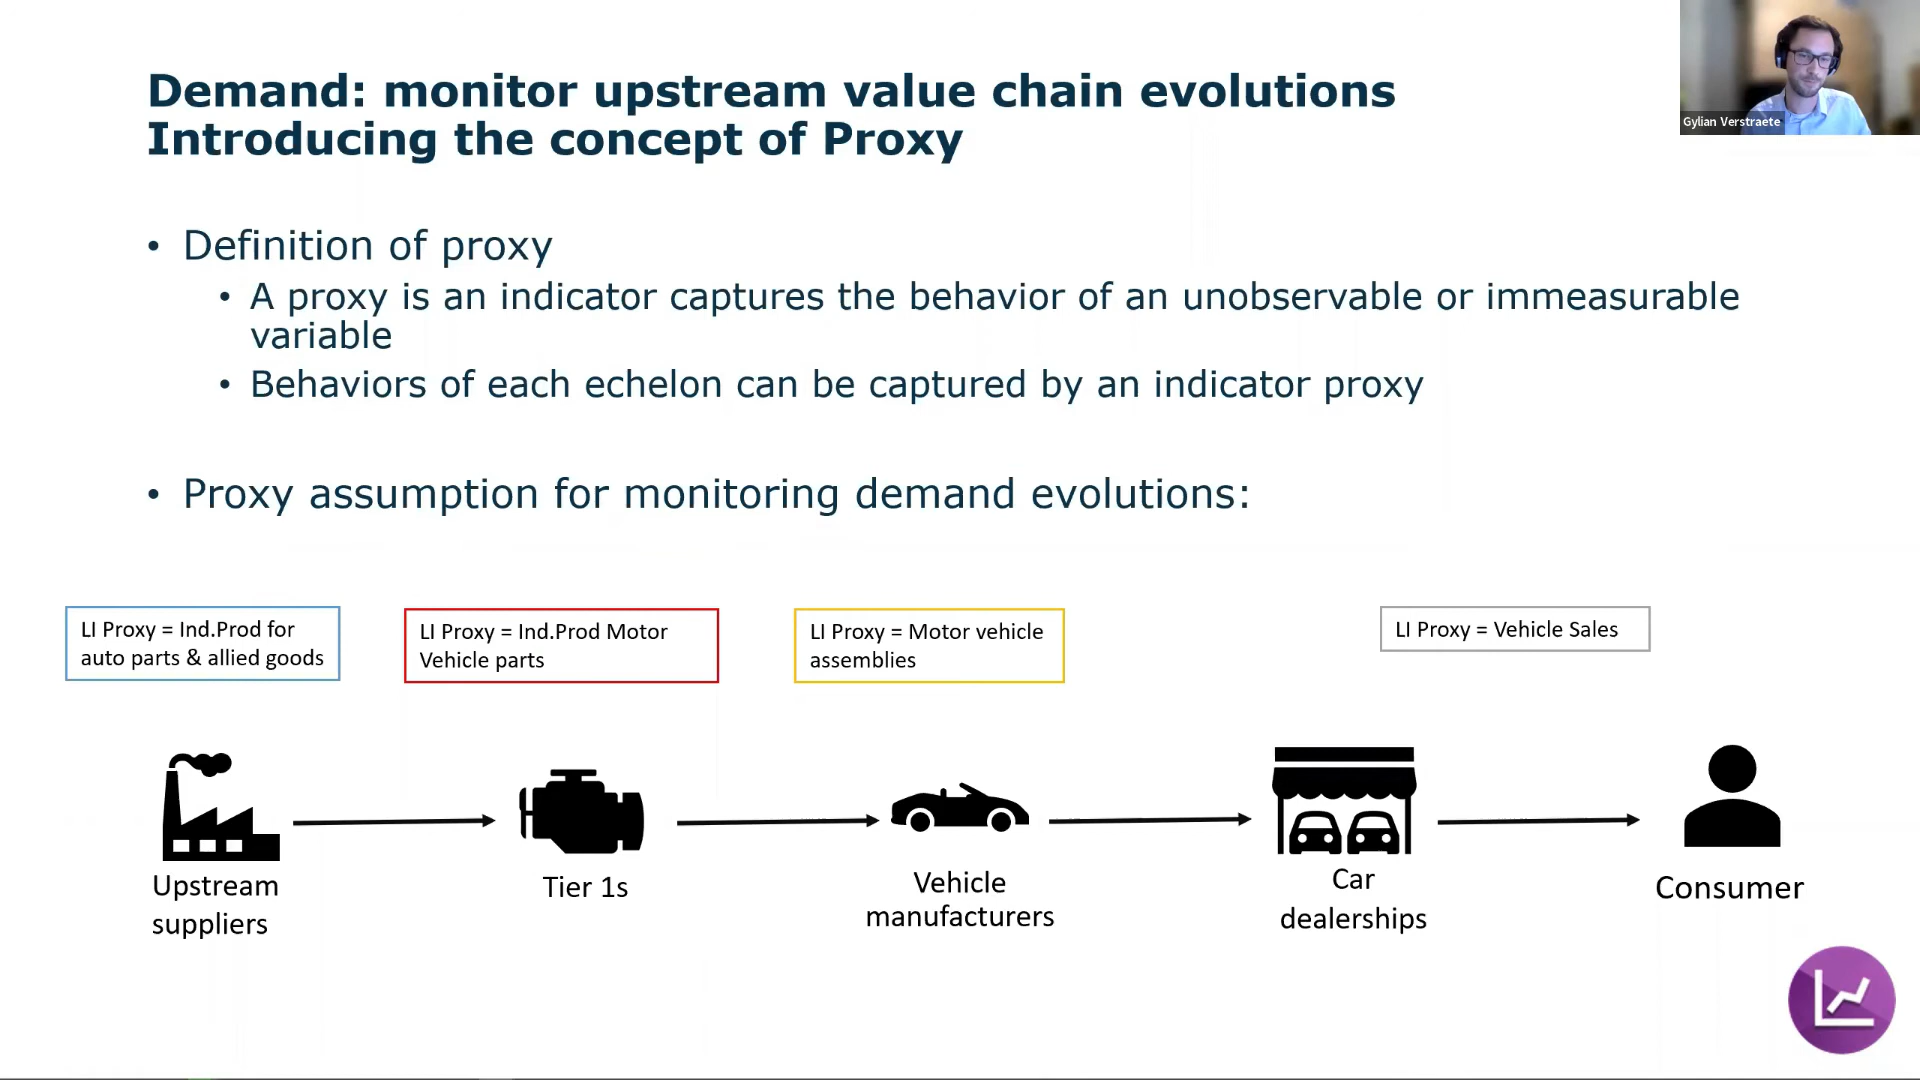 Demand: monitor upstream value chain evolutions
Introducing the concept of Proxy
Gylian Verstraete
• Definition of proxy
• A proxy is an indicator captures the behavior of an unobservable or immeasurable
variable
• Behaviors of each echelon can be captured by an indicator proxy
• Proxy assumption for monitoring demand evolutions:
LI Proxy = Ind.Prod for
auto parts & allied goods
LI Proxy = Ind.Prod Motor
Vehicle parts
LI Proxy = Motor vehicle
assemblies
LI Proxy = Vehicle Sales
Upstream
suppliers
Tier 1s
Vehicle
manufacturers
Car
dealerships
Consumer